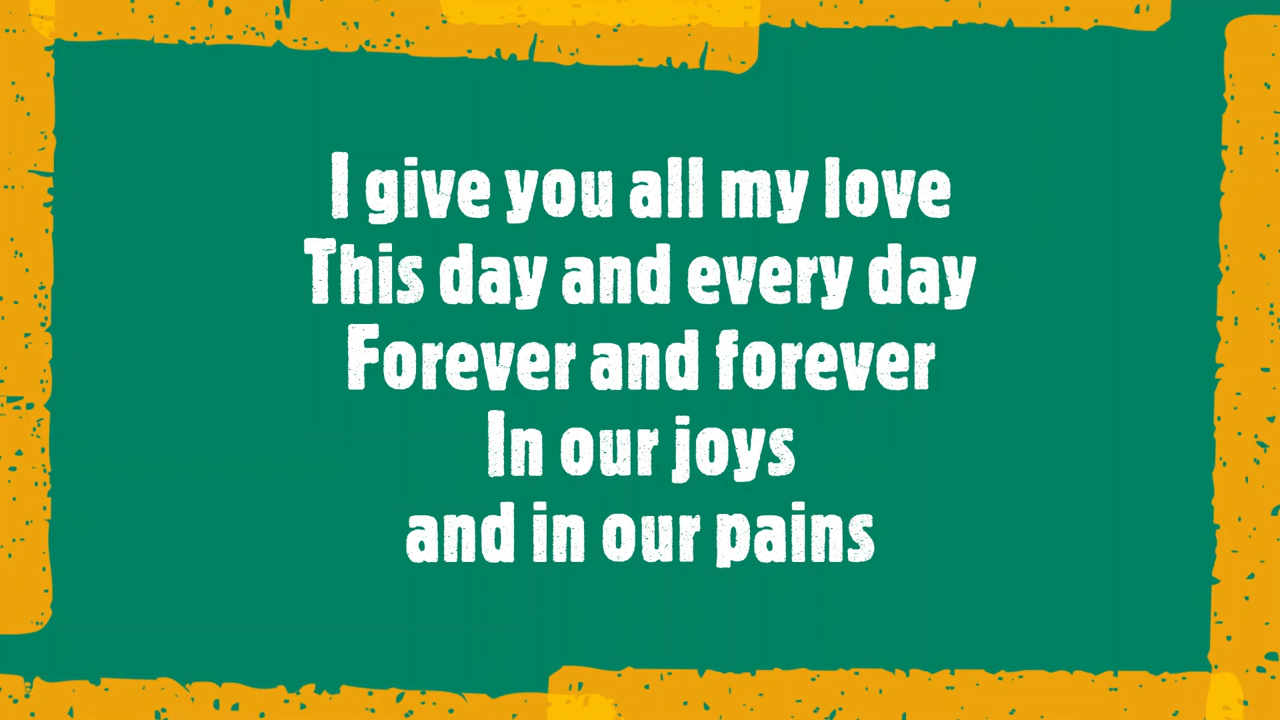 I give you all my love
This day and every day
Forever and forever
In our joys
and in our pains